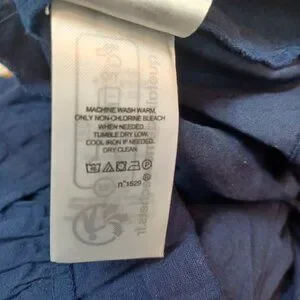 MACHINE WASH WARM,
ONLY NON-CHLORINE BLEACH
WHEN NEEDED.
TUMBLE DRY LOW,
COOL IRON IF NEEDED.
DRY CLEAN
n°1529